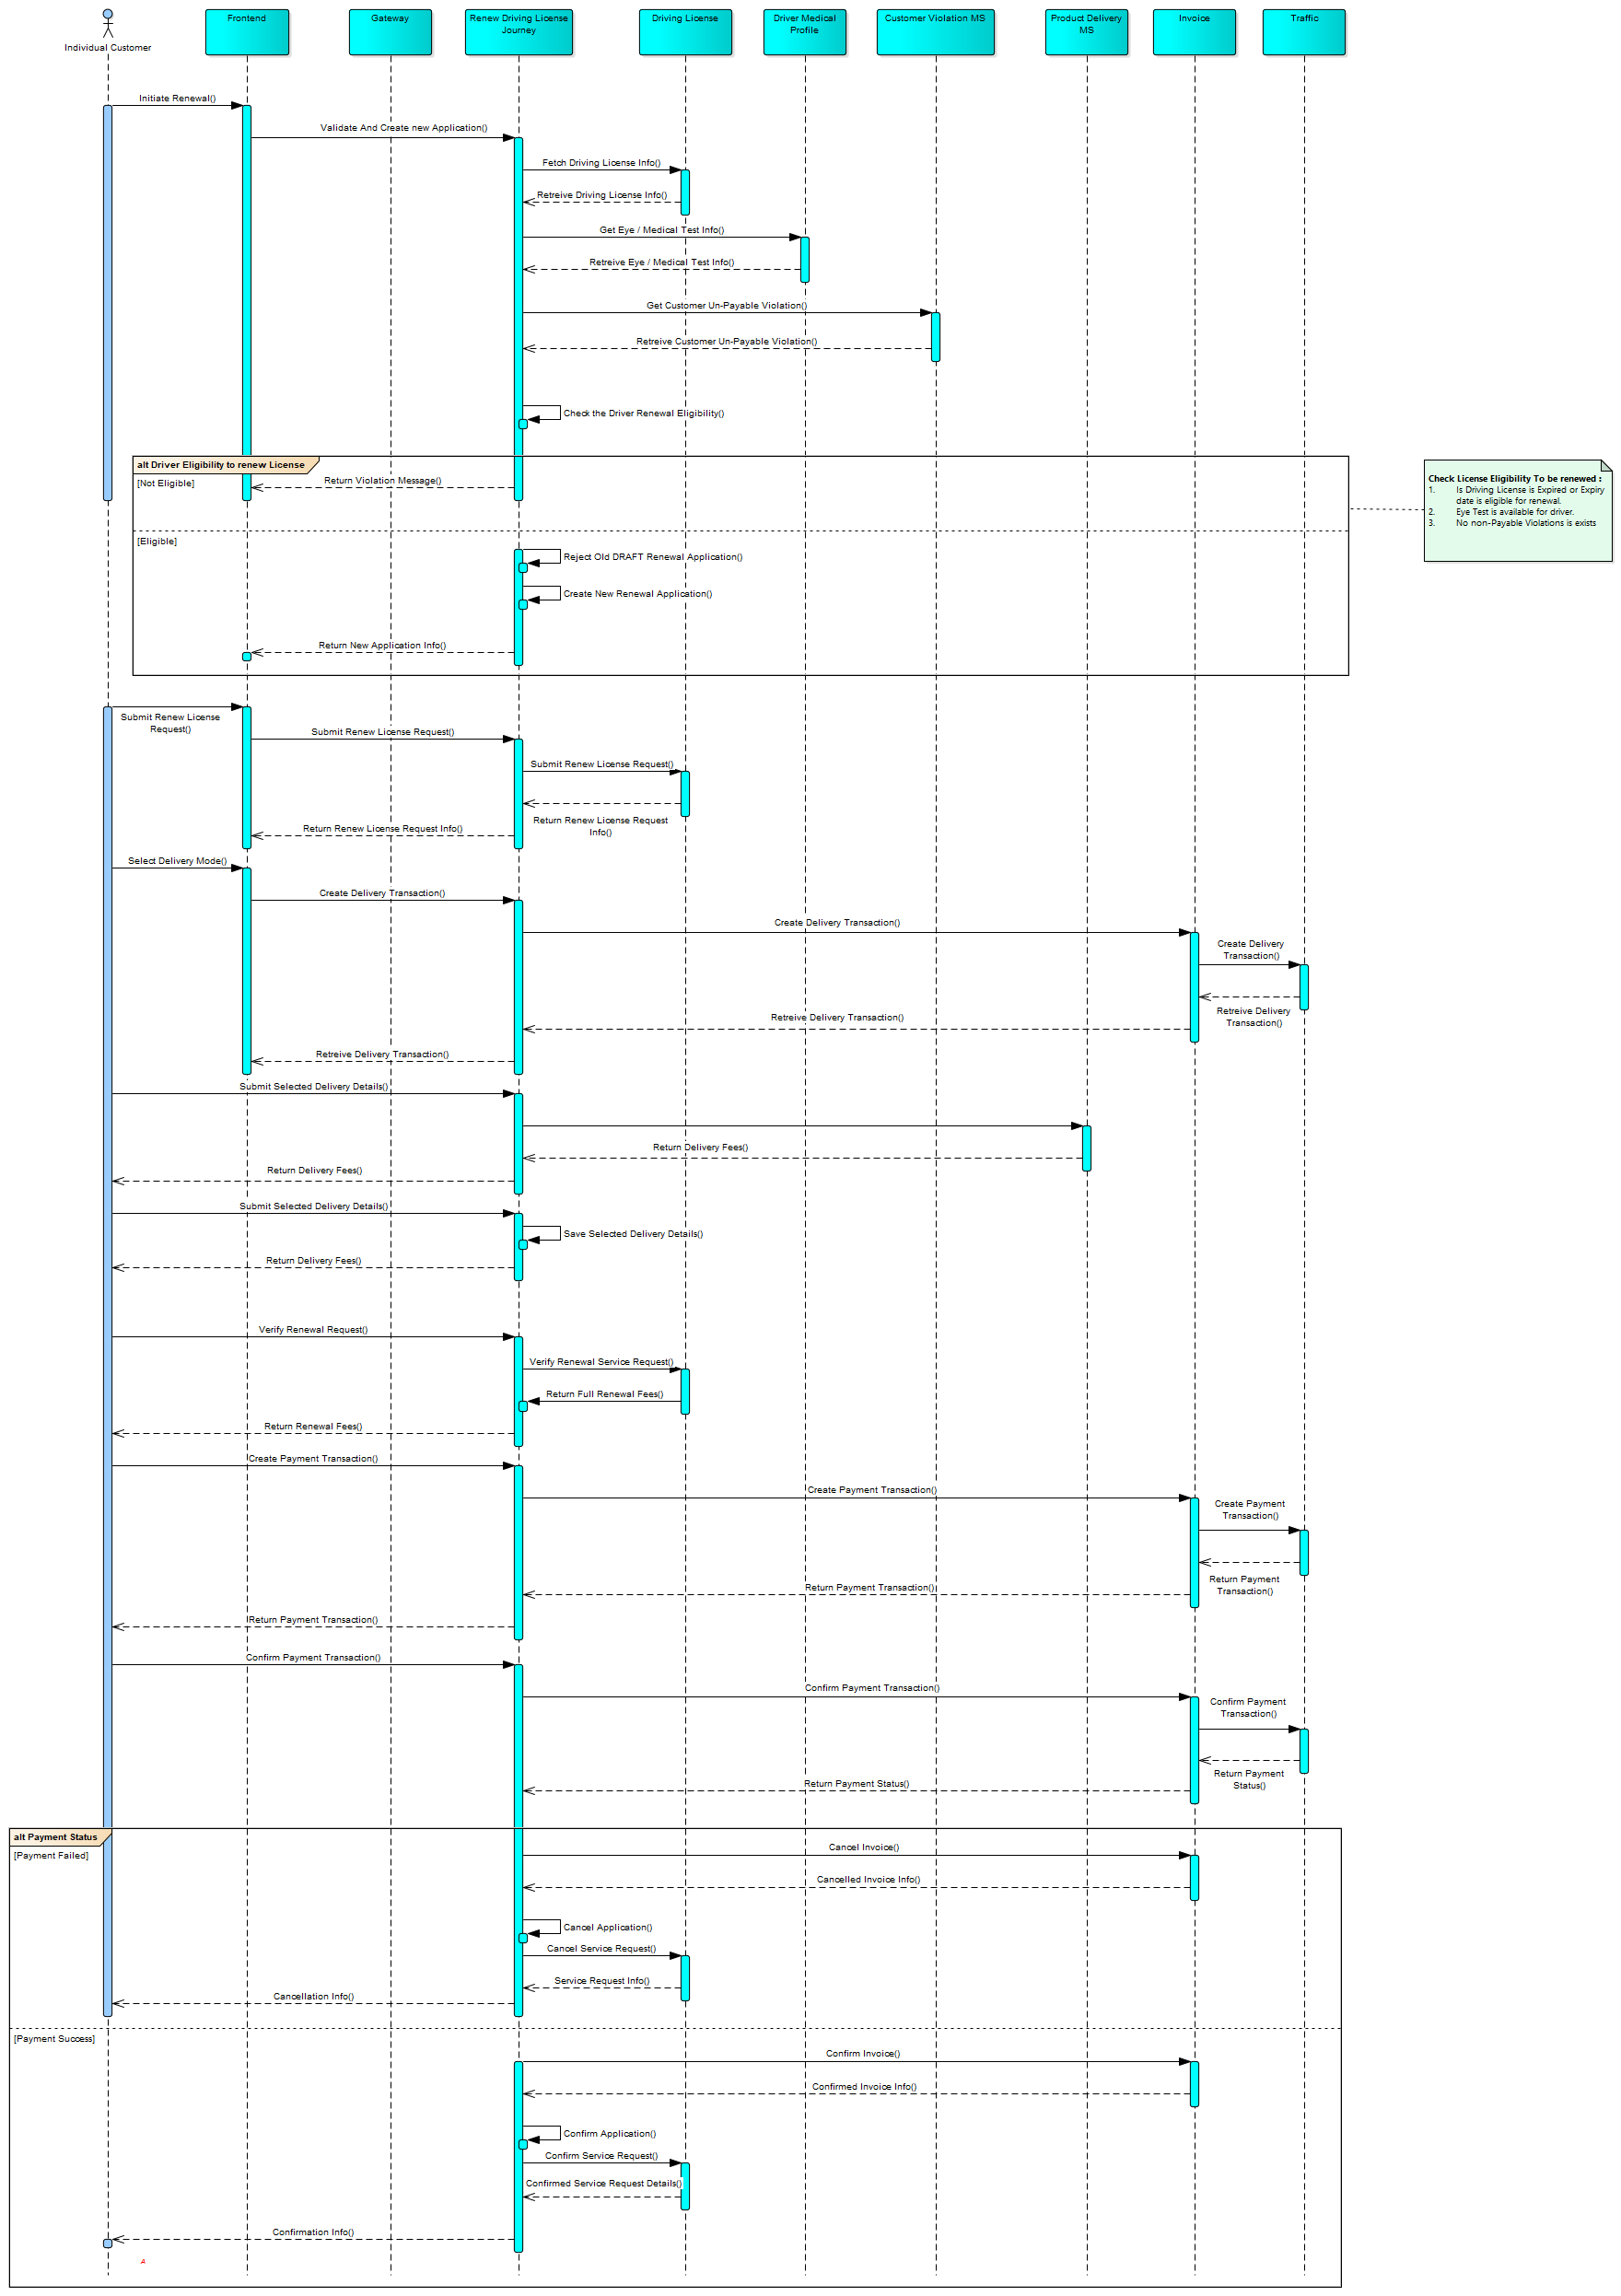 Individual Customer
Frontend
Gateway
Renew Driving License
Journey
Driving License
Driver Medical
Profile
Customer Violation MS
Product Delivery
MS
Invoice
Traffic
Initiate Renewal()
Validate And Create new Application()
Fetch Driving License Info()
Retreive Driving License Info()
Get Eye / Medical Test Info()
Retreive Eye / Medical Test Info()
Get Customer Un-Payable Violation()
Retreive Customer Un-Payable Violation()
Check the Driver Renewal Eligibility()
alt Driver Eligibility to renew License
[Not Eligible]
Return Violation Message()
Check License Eligibility To be renewed :
1. Is Driving License is Expired or Expiry
date is eligible for renewal.
2. Eye Test is available for driver.
3. No non-Payable Violations is exists
[Eligible]
Reject Old DRAFT Renewal Application()
Create New Renewal Application()
Return New Application Info()
Submit Renew License
Request()
Submit Renew License Request()
Submit Renew License Request()
Return Renew License Request
Info()
Return Renew License Request Info()
Select Delivery Mode()
Create Delivery Transaction()
Create Delivery Transaction()
Create Delivery
Transaction()
Retreive Delivery
Transaction()
Retreive Delivery Transaction()
Retreive Delivery Transaction()
Submit Selected Delivery Details()
Return Delivery Fees()
Return Delivery Fees()
Submit Selected Delivery Details()
Save Selected Delivery Details()
Return Delivery Fees()
Verify Renewal Request()
Verify Renewal Service Request()
Return Full Renewal Fees()
Return Renewal Fees()
Create Payment Transaction()
Create Payment Transaction()
Create Payment
Transaction()
Return Payment
Transaction()
Return Payment Transaction()
Return Payment Transaction()
Confirm Payment Transaction()
Confirm Payment Transaction()
Confirm Payment
Transaction()
Return Payment
Status()
Return Payment Status()
alt Payment Status
[Payment Failed]
Cancel Invoice()
Cancelled Invoice Info()
Cancel Application()
Cancel Service Request()
Service Request Info()
Cancellation Info()
[Payment Success]
Confirm Invoice()
Confirmed Invoice Info()
Confirm Application()
Confirm Service Request()
Confirmed Service Request Details()
Confirmation Info()
A